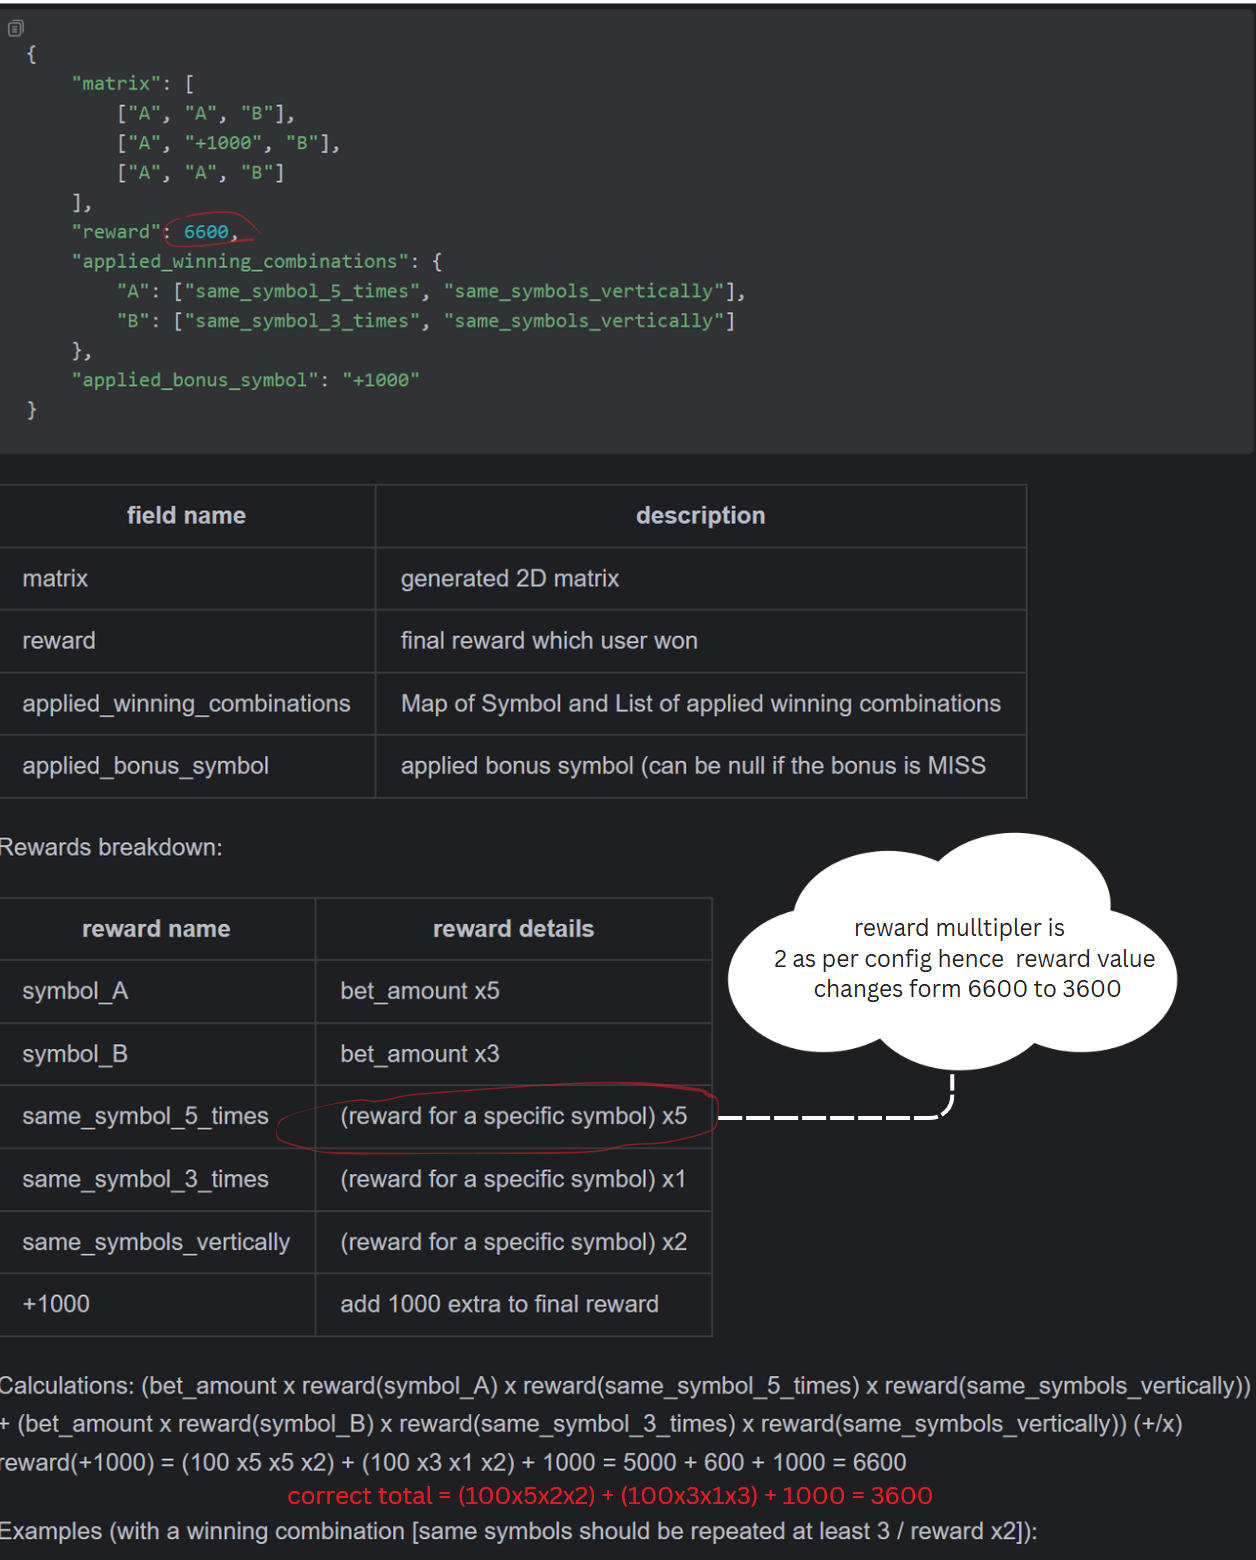 {
"matrix": [
["A", "A", "B"],
["A", "+1000", "B"],
["A", "A", "B"]
],
"reward": 6600,
"applied_winning_combinations": {
"A": ["same_symbol_5_times", "same_symbols_vertically"],
"B": ["same_symbol_3_times", "same_symbols_vertically"]
},
"applied_bonus_symbol": "+1000"
}
field name description
matrix generated 2D matrix
reward final reward which user won
applied_winning_combinations Map of Symbol and List of applied winning combinations
applied_bonus_symbol applied bonus symbol (can be null if the bonus is MISS
Rewards breakdown:
reward name reward details
symbol_A bet_amount x5
symbol_B bet_amount x3
same_symbol_5_times (reward for a specific symbol) x5
same_symbol_3_times (reward for a specific symbol) x1
same_symbols_vertically (reward for a specific symbol) x2
+1000 add 1000 extra to final reward
reward mulltipler is
2 as per config hence reward value
changes form 6600 to 3600
Calculations: (bet_amount x reward(symbol_A) x reward(same_symbol_5_times) x reward(same_symbols_vertically))
+ (bet_amount x reward(symbol_B) x reward(same_symbol_3_times) x reward(same_symbols_vertically)) (+/x)
reward(+1000) = (100 x5 x5 x2) + (100 x3 x1 x2) + 1000 = 5000 + 600 + 1000 = 6600
correct total = (100x5x2x2) + (100x3x1x3) + 1000 = 3600
Examples (with a winning combination [same symbols should be repeated at least 3 / reward x2]):